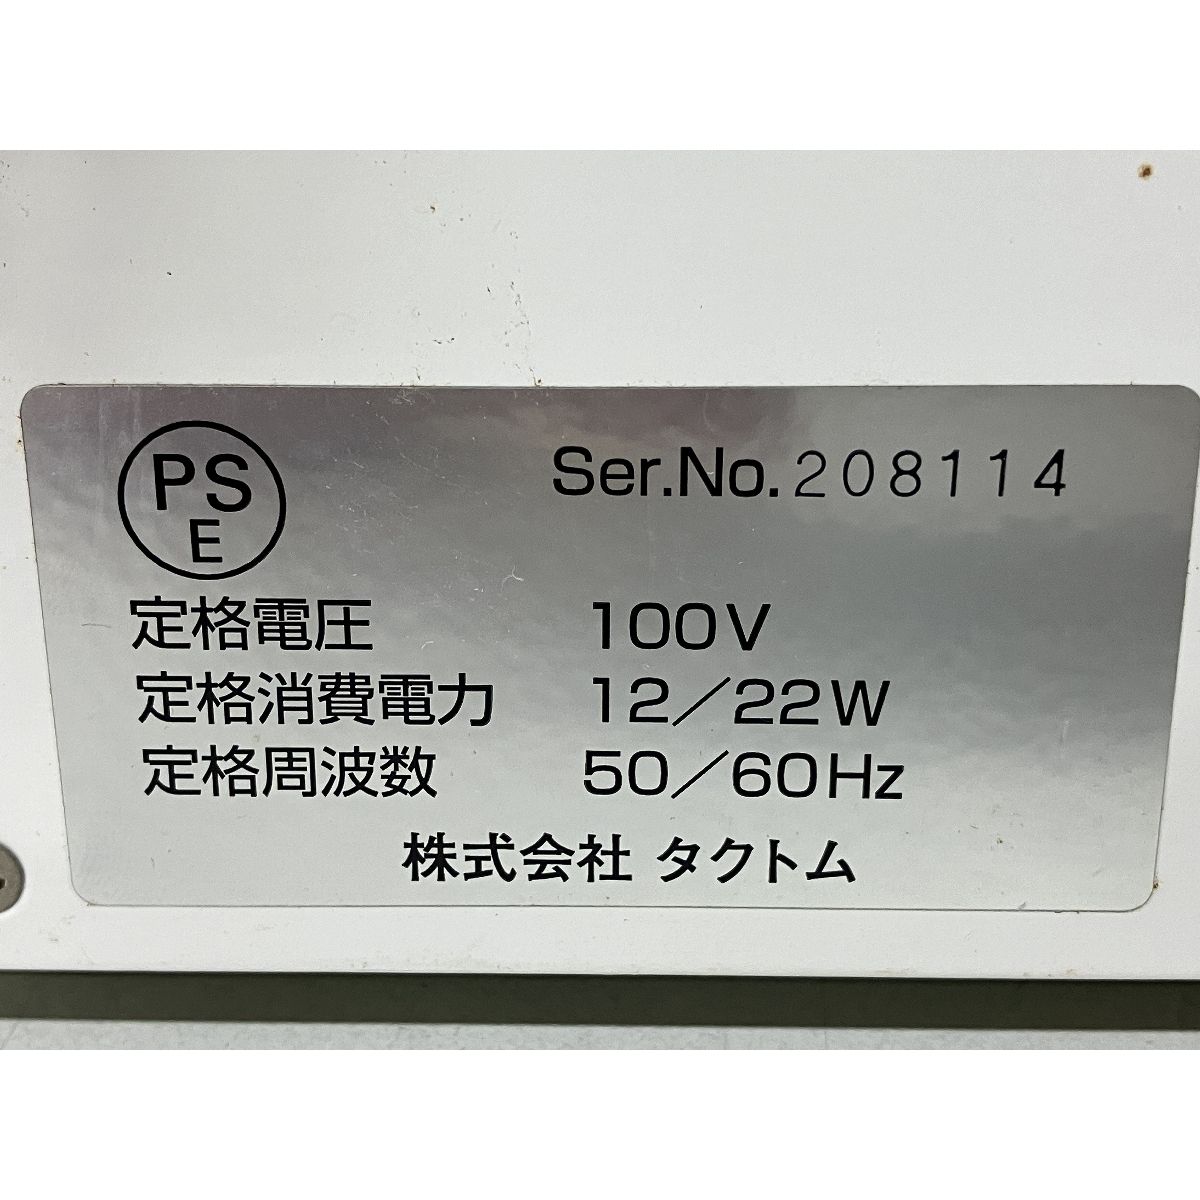 PS
E
Ser.No.208114
定格電圧 100V
定格消費電力 12／22W
定格周波数 50／60Hz
株式会社 タクトム